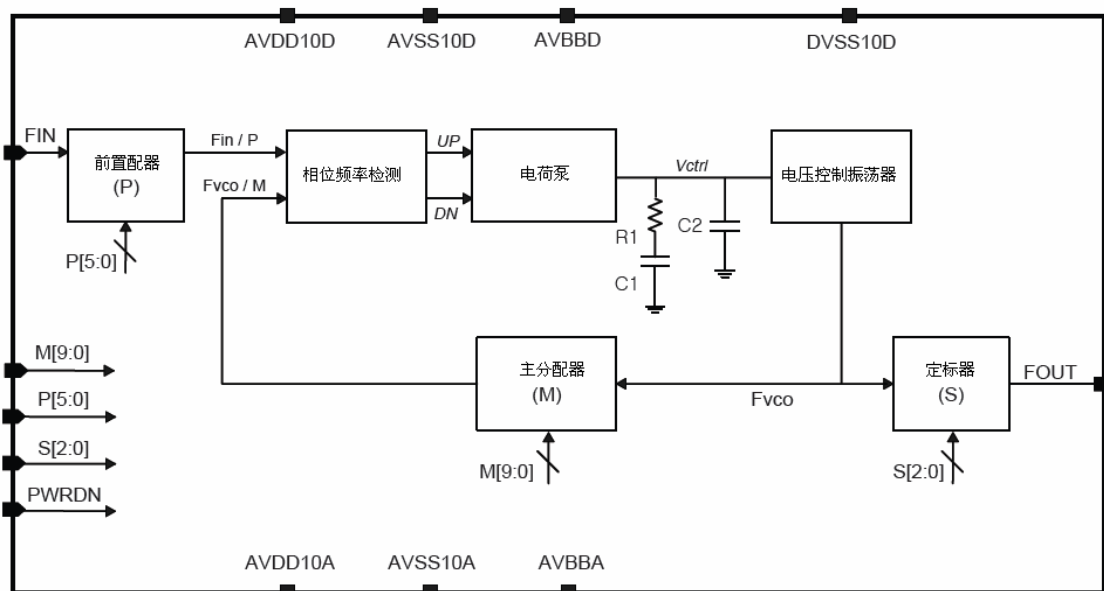 AVDD10D
AVSS10D
AVBBD
DVSS10D
FIN
前置配器
(P)
P[5:0]
Fin / P
Fvco / M
相位频率检测
UP
DN
电荷泵
Vctrl
R1
C1
C2
电压控制振荡器
M[9:0]
P[5:0]
S[2:0]
PWRDN
主分配器
(M)
M[9:0]
Fvco
定标器
(S)
S[2:0]
FOUT
AVDD10A
AVSS10A
AVBBA